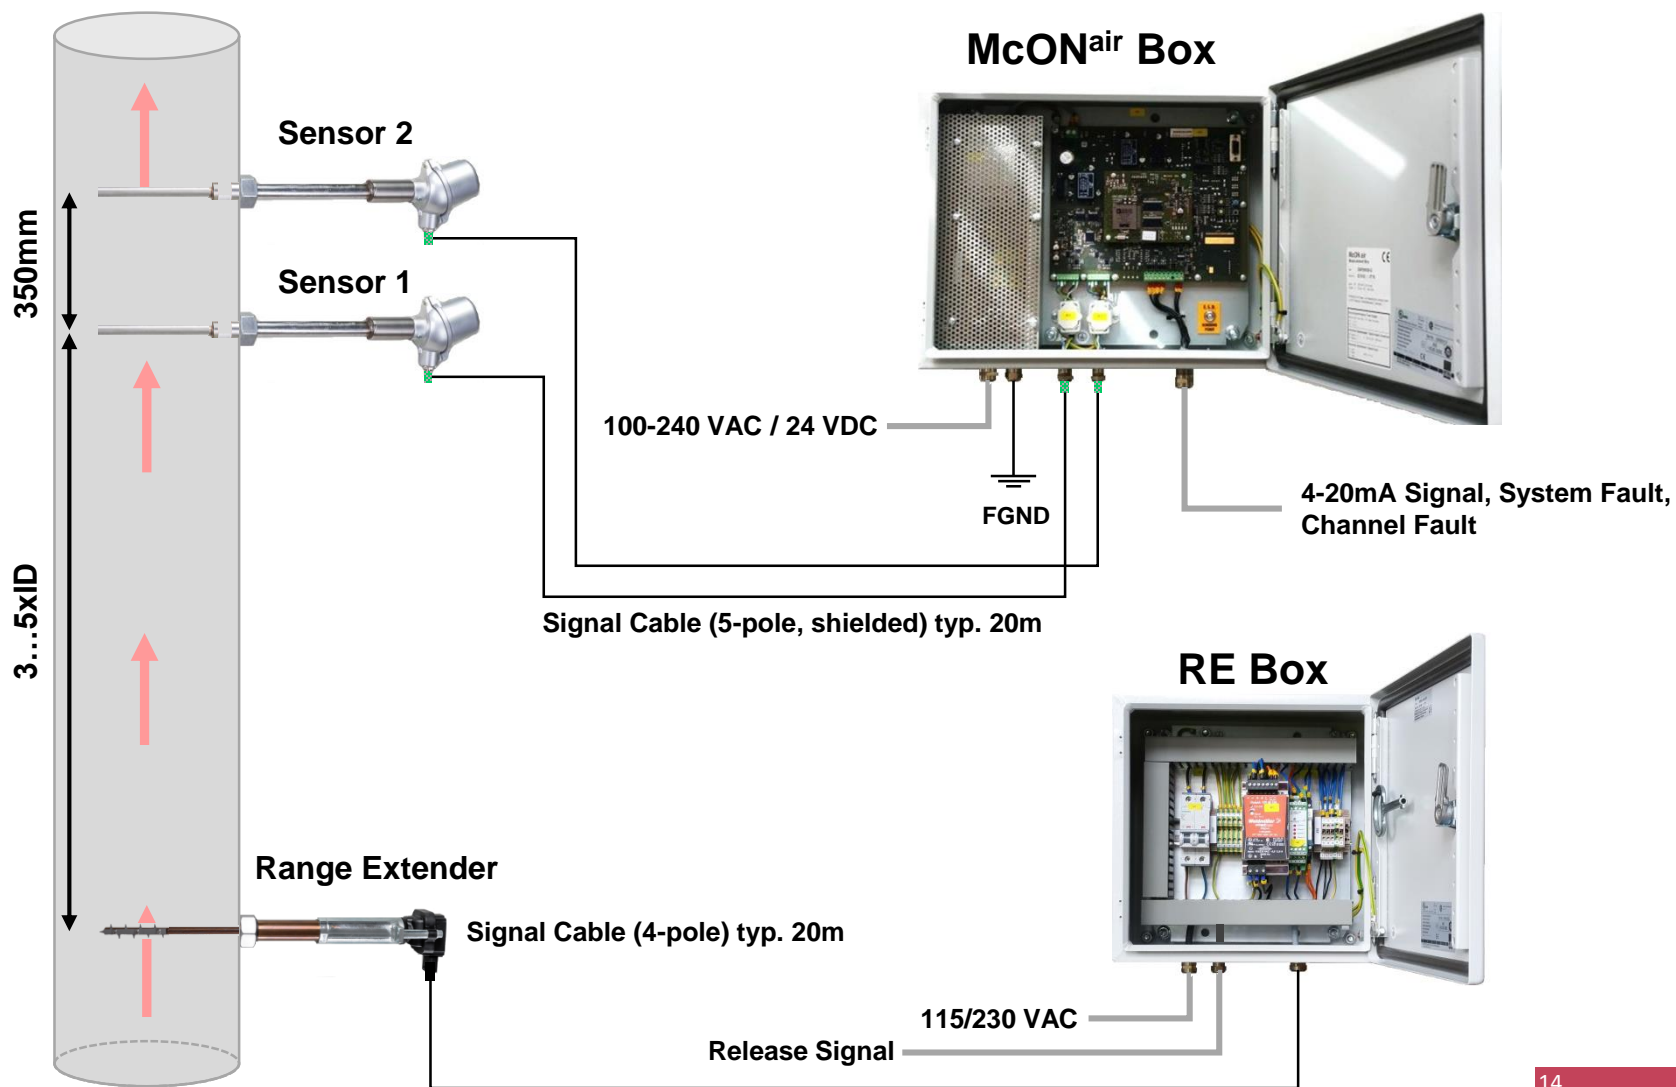 McONair Box
Sensor 2
350mm
Sensor 1
100-240 VAC / 24 VDC
FGND
4-20mA Signal, System Fault,
Channel Fault
3…5xID
Signal Cable (5-pole, shielded) typ. 20m
RE Box
Range Extender
Signal Cable (4-pole) typ. 20m
115/230 VAC
Release Signal
14